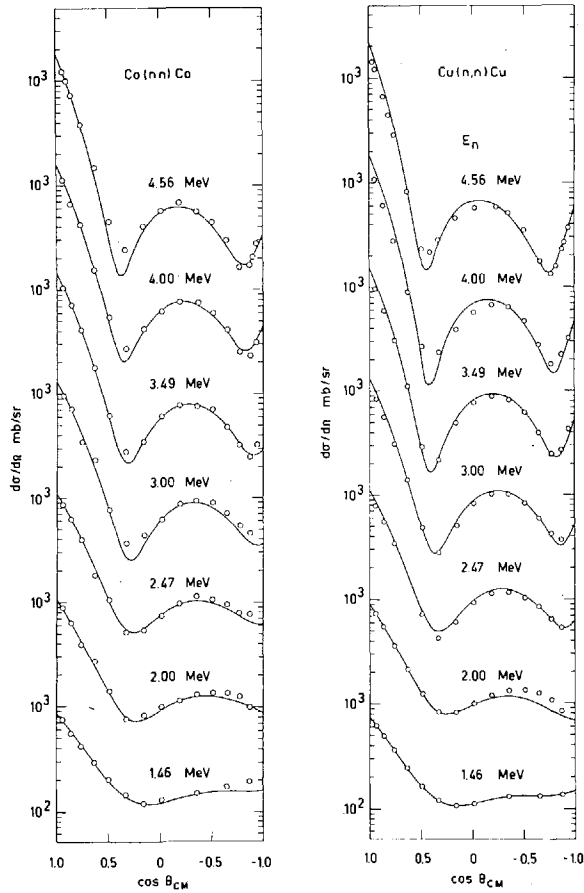 Co(nn)Co
4.56 MeV
4.00 MeV
3.49 MeV
3.00 MeV
2.47 MeV
2.00 MeV
1.46 MeV
10³
10³
10³
10³
10³
10³
10³
10²
dσ/dΩ mb/sr
1.0 0.5 0 -0.5 -1.0
cos θCM
Cu(n,n)Cu
En
4.56 MeV
4.00 MeV
3.49 MeV
3.00 MeV
2.47 MeV
2.00 MeV
1.46 MeV
10³
10³
10³
10³
10³
10³
10³
10²
dσ/dΩ mb/sr
1.0 0.5 0 -0.5 -1.0
cos θCM